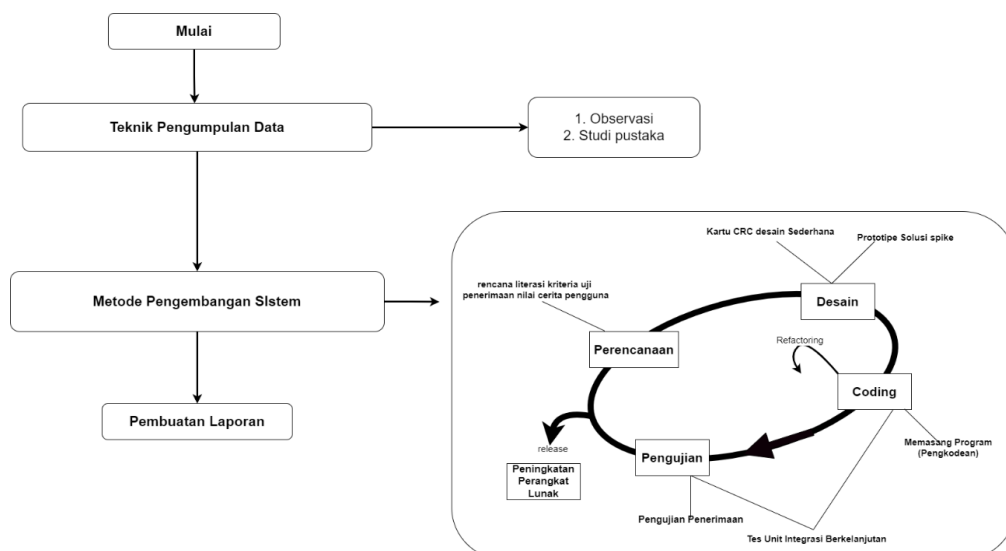 Mulai
Teknik Pengumpulan Data
1. Observasi
2. Studi pustaka
Metode Pengembangan SIstem
Pembuatan Laporan
Kartu CRC desain Sederhana
Prototipe Solusi spike
rencana literasi kriteria uji
penerimaan nilai cerita pengguna
Desain
Perencanaan
Refactoring
Coding
Memasang Program
(Pengkodean)
release
Pengujian
Peningkatan
Perangkat
Lunak
Pengujian Penerimaan
Tes Unit Integrasi Berkelanjutan